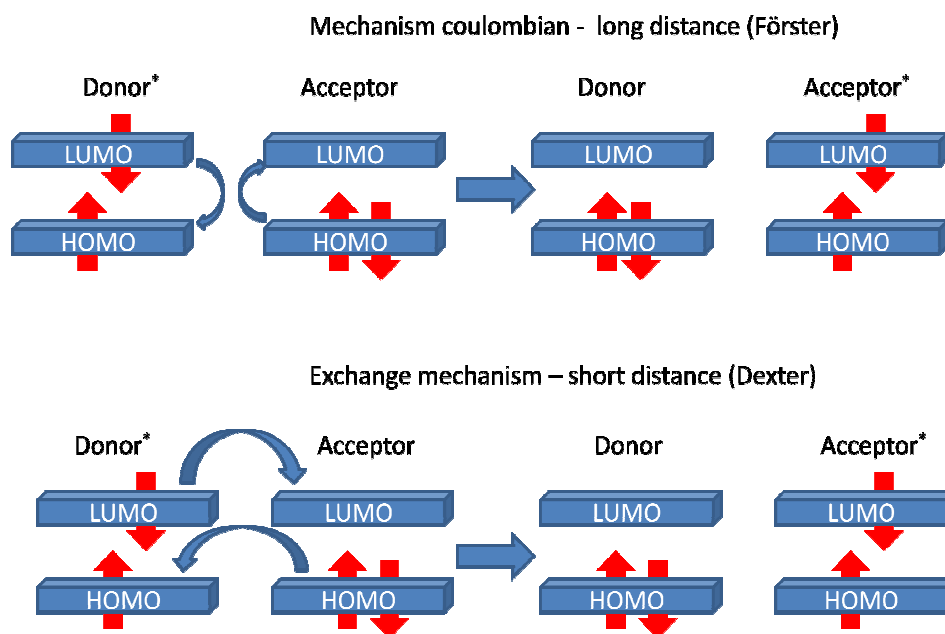 Mechanism coulombian - long distance (Förster)
Donor* Acceptor Donor Acceptor*
LUMO LUMO LUMO LUMO
HOMO HOMO HOMO HOMO
Exchange mechanism – short distance (Dexter)
Donor* Acceptor Donor Acceptor*
LUMO LUMO LUMO LUMO
HOMO HOMO HOMO HOMO